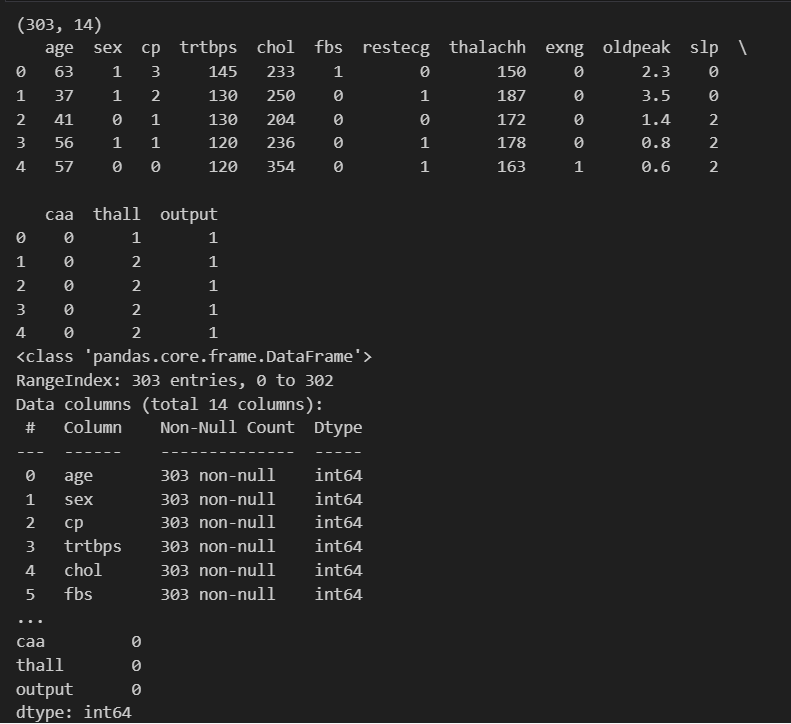 (303, 14)
   age  sex  cp  trtbps  chol  fbs  restecg  thalachh  exng  oldpeak  slp  \
0   63    1   3     145   233    1        0       150     0      2.3    0
1   37    1   2     130   250    0        1       187     0      3.5    0
2   41    0   1     130   204    0        0       172     0      1.4    2
3   56    1   1     120   236    0        1       178     0      0.8    2
4   57    0   0     120   354    0        1       163     1      0.6    2

   caa  thall  output
0    0      1       1
1    0      2       1
2    0      2       1
3    0      2       1
4    0      2       1
<class 'pandas.core.frame.DataFrame'>
RangeIndex: 303 entries, 0 to 302
Data columns (total 14 columns):
 #   Column    Non-Null Count  Dtype
---  ------    --------------  -----
 0   age       303 non-null    int64
 1   sex       303 non-null    int64
 2   cp        303 non-null    int64
 3   trtbps    303 non-null    int64
 4   chol      303 non-null    int64
 5   fbs       303 non-null    int64
...
caa         0
thall       0
output      0
dtype: int64